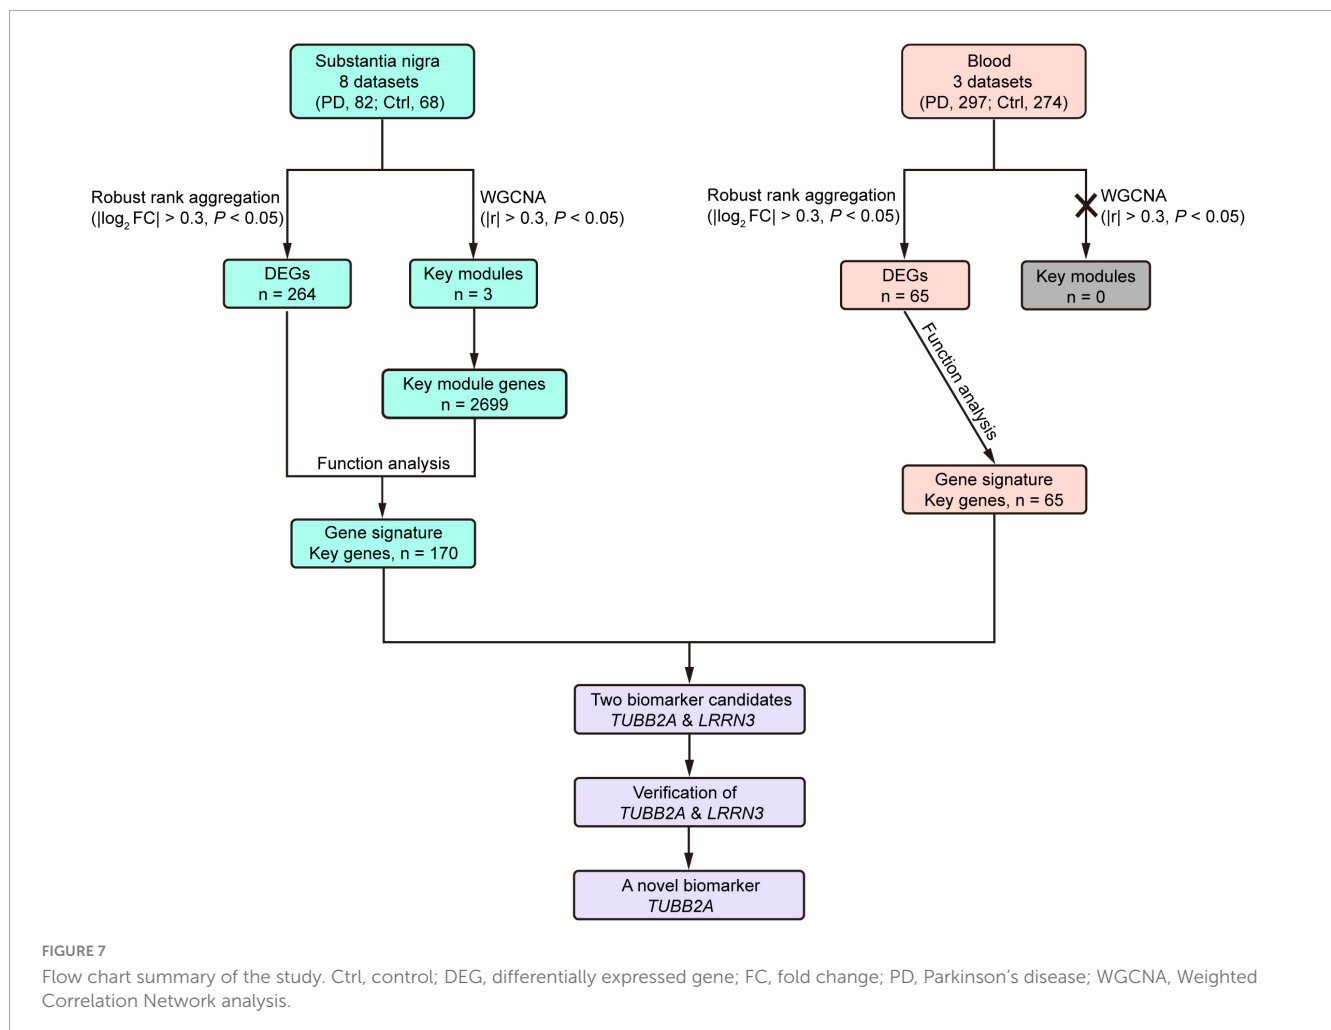 Substantia nigra
8 datasets
(PD, 82; Ctrl, 68)
Blood
3 datasets
(PD, 297; Ctrl, 274)
Robust rank aggregation
(|log2 FC| > 0.3, P < 0.05)
WGCNA
(|r| > 0.3, P < 0.05)
Robust rank aggregation
(|log2 FC| > 0.3, P < 0.05)
WGCNA
(|r| > 0.3, P < 0.05)
DEGs
n = 264
Key modules
n = 3
DEGs
n = 65
Key modules
n = 0
Key module genes
n = 2699
Function analysis
Function analysis
Gene signature
Key genes, n = 170
Gene signature
Key genes, n = 65
Two biomarker candidates
TUBB2A & LRRN3
Verification of
TUBB2A & LRRN3
A novel biomarker
TUBB2A
FIGURE 7
Flow chart summary of the study. Ctrl, control; DEG, differentially expressed gene; FC, fold change; PD, Parkinson's disease; WGCNA, Weighted
Correlation Network analysis.